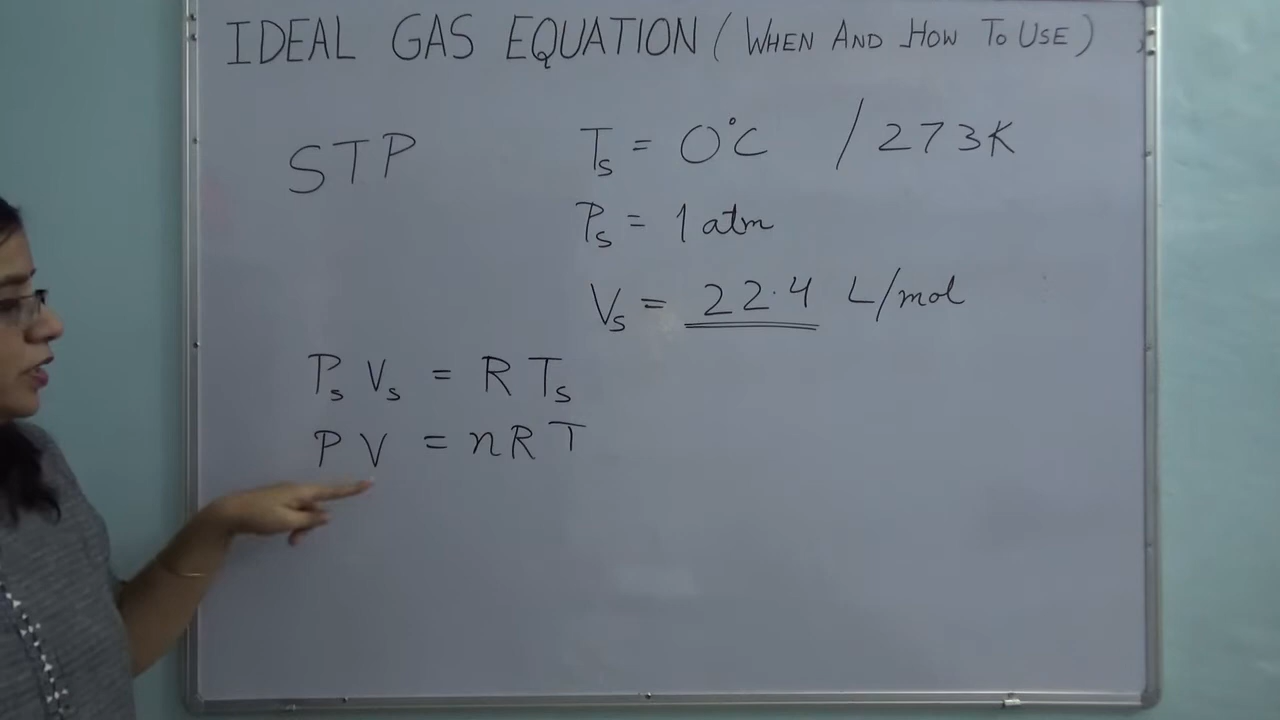 IDEAL GAS EQUATION (WHEN AND HOW TO USE)
STP
Ts = 0°C / 273K
Ps = 1 atm
Vs = 22.4 L/mol
Ps Vs = R Ts
P V = nRT